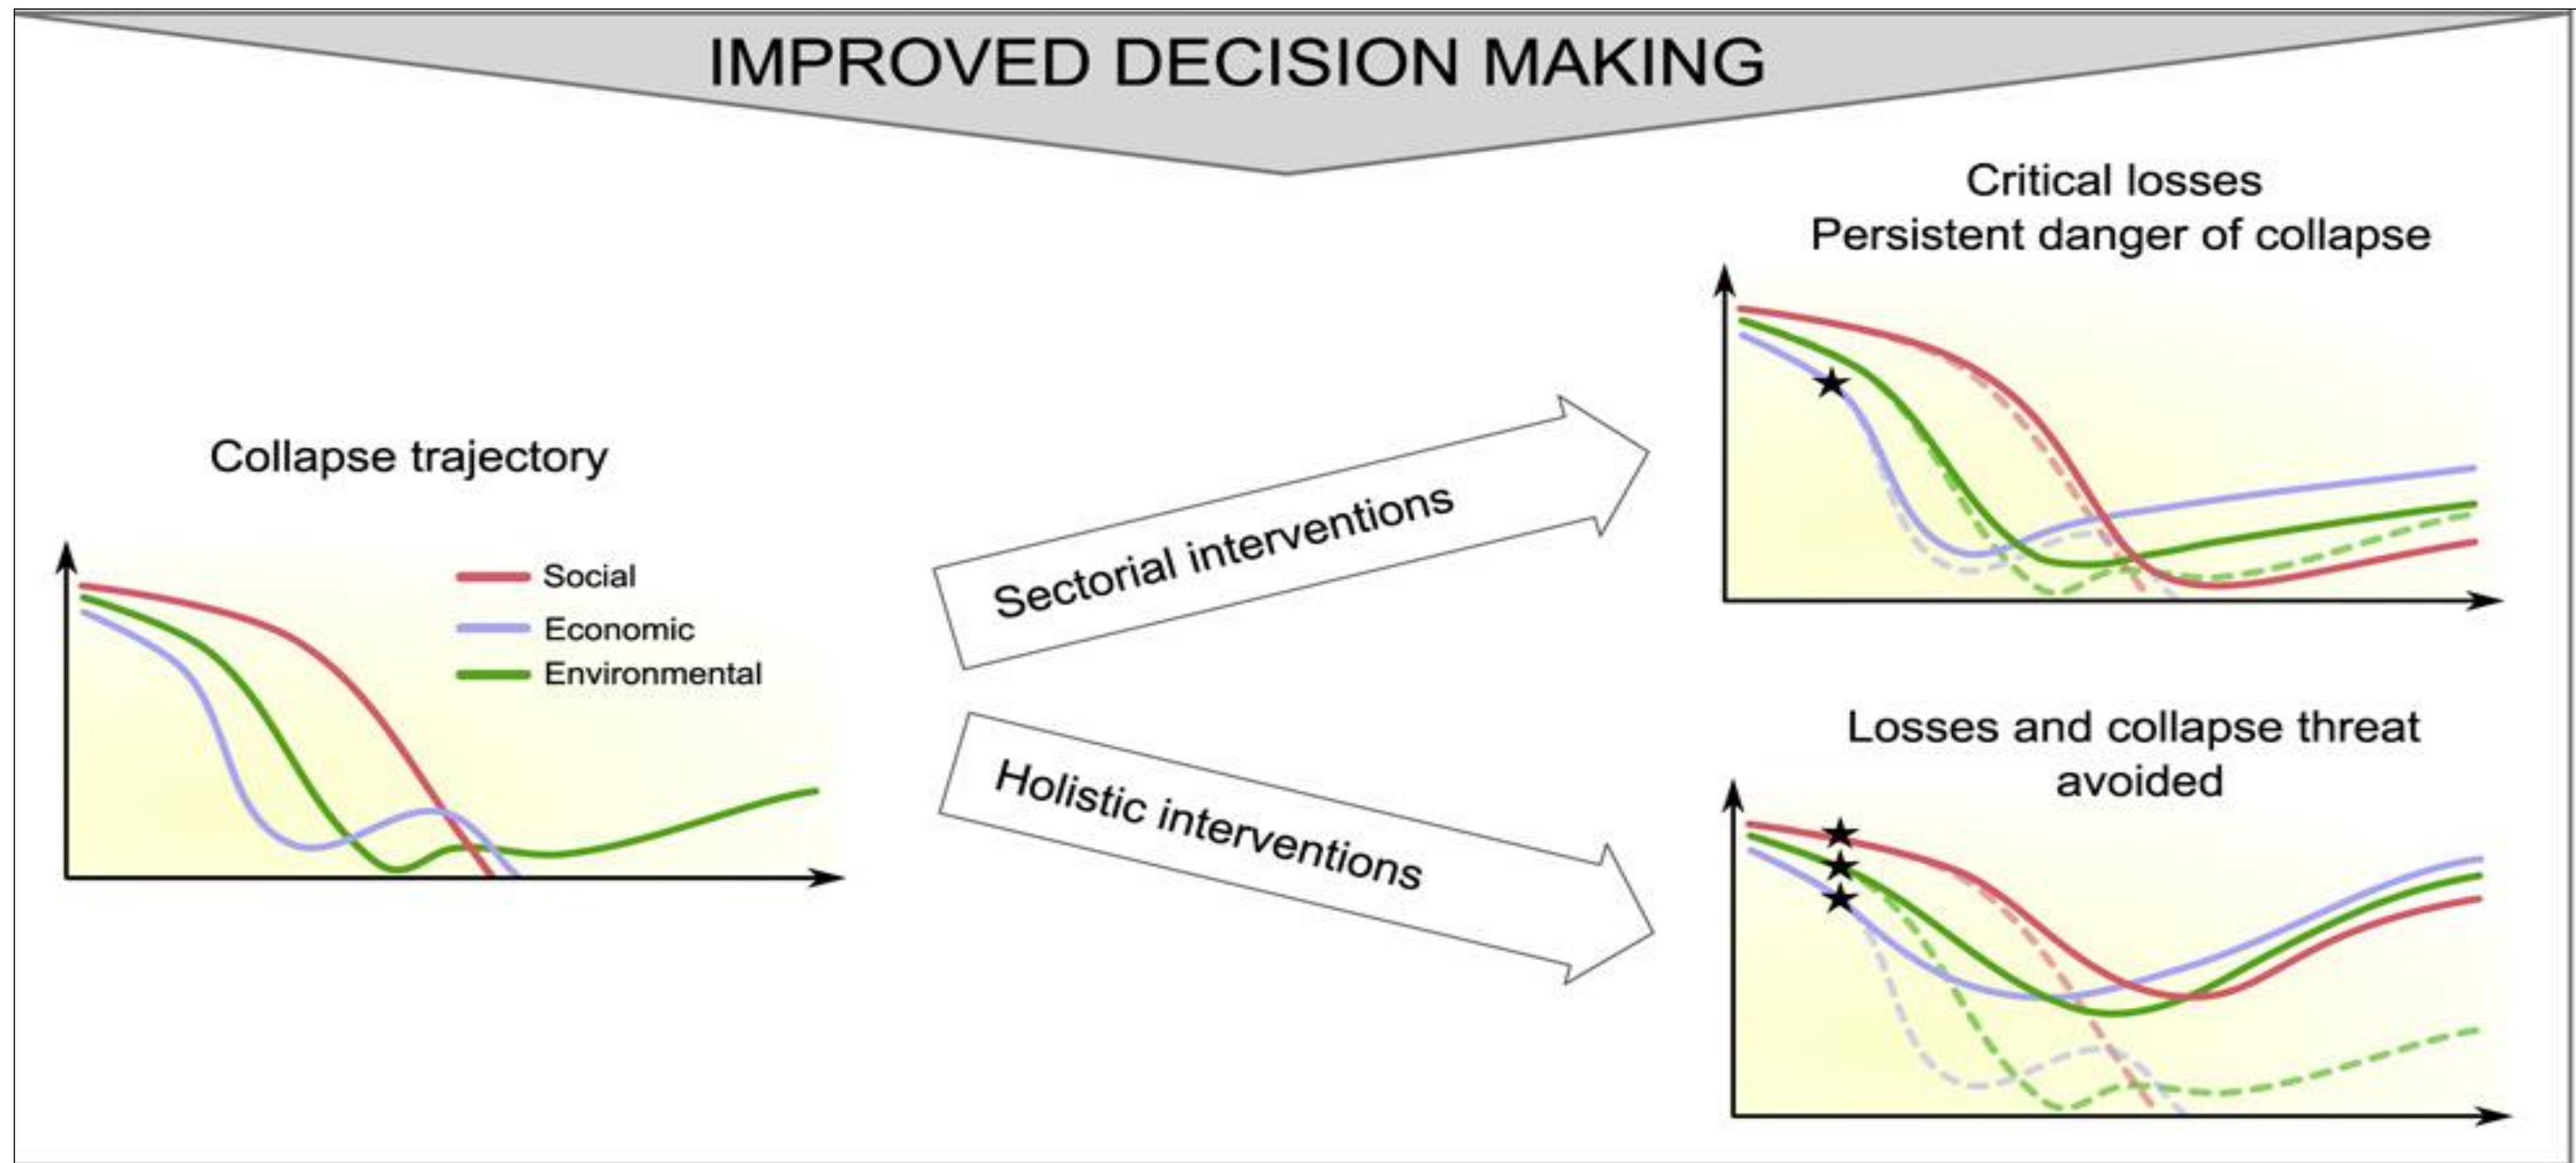 IMPROVED DECISION MAKING
Collapse trajectory
Social
Economic
Environmental
Sectorial interventions
Holistic interventions
Critical losses
Persistent danger of collapse
Losses and collapse threat
avoided